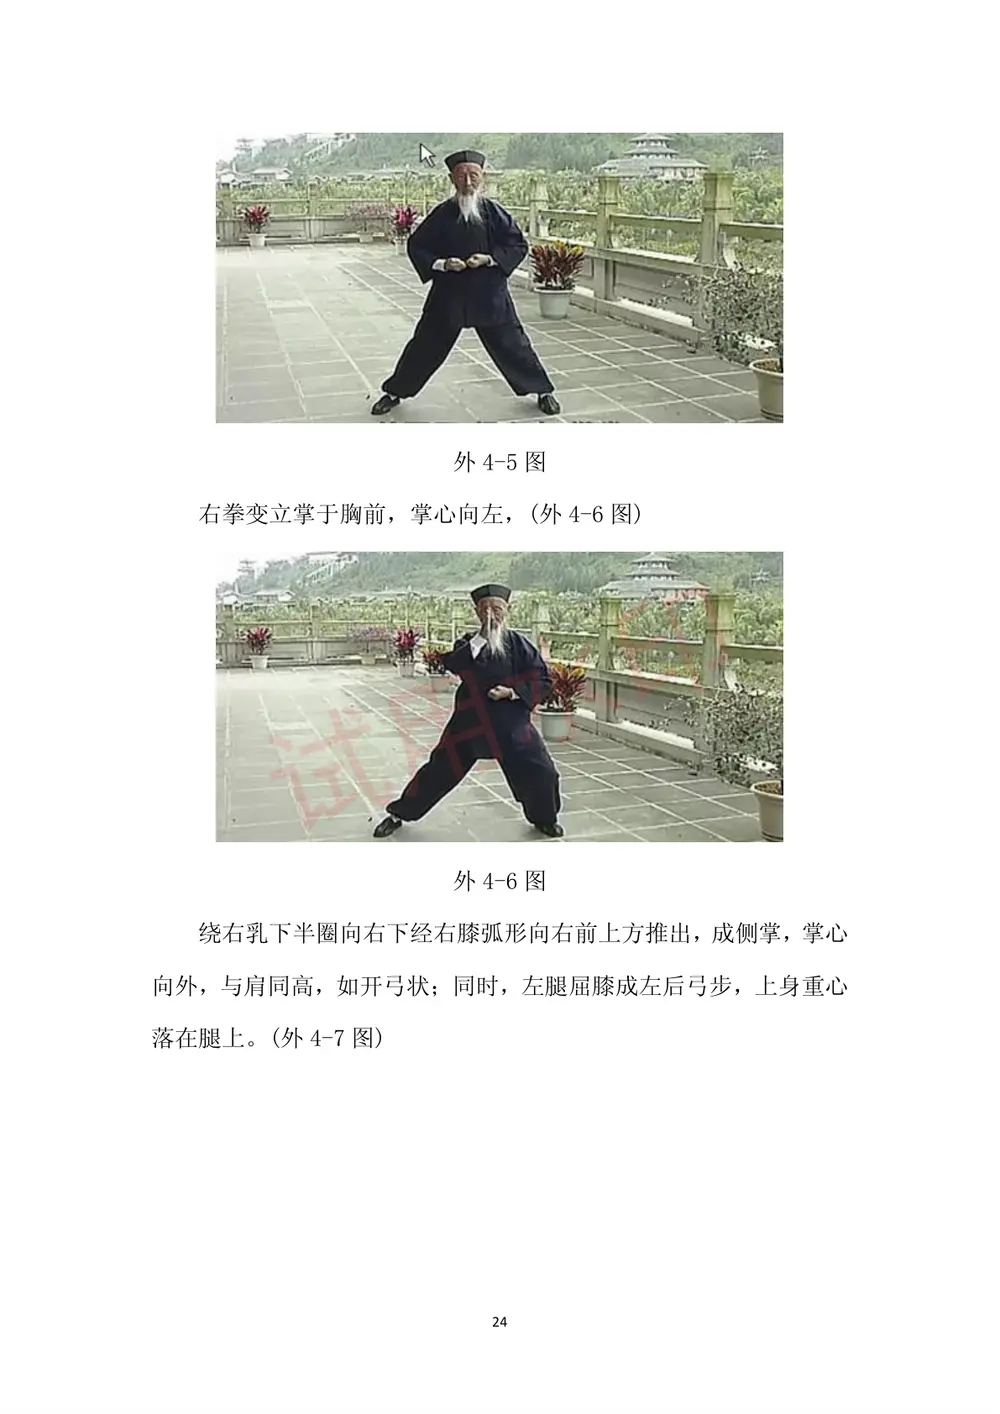 外 4-5 图
右拳变立掌于胸前，掌心向左，(外 4-6 图)
试用水印
外 4-6 图
绕右乳下半圈向右下经右膝弧形向右前上方推出，成侧掌，掌心
向外，与肩同高，如开弓状；同时，左腿屈膝成左后弓步，上身重心
落在腿上。(外 4-7 图)
24